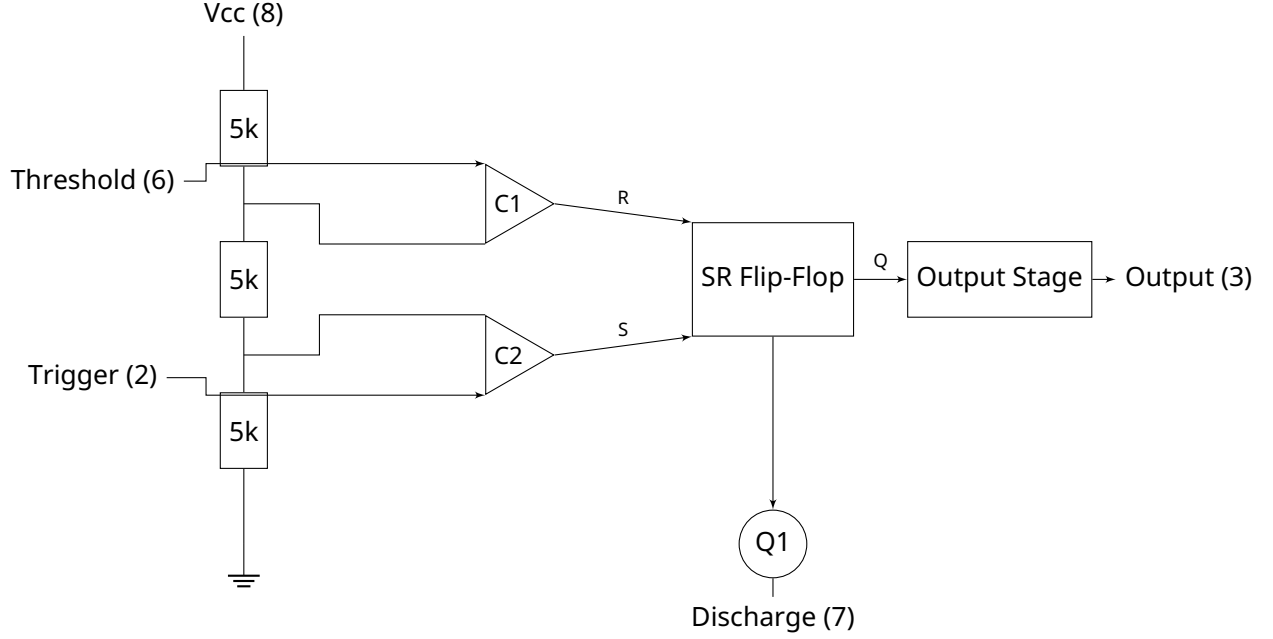 Vcc (8)
5k
Threshold (6)
C1
R
5k
SR Flip-Flop
Q
Output Stage
Output (3)
S
C2
Trigger (2)
5k
Q1
Discharge (7)